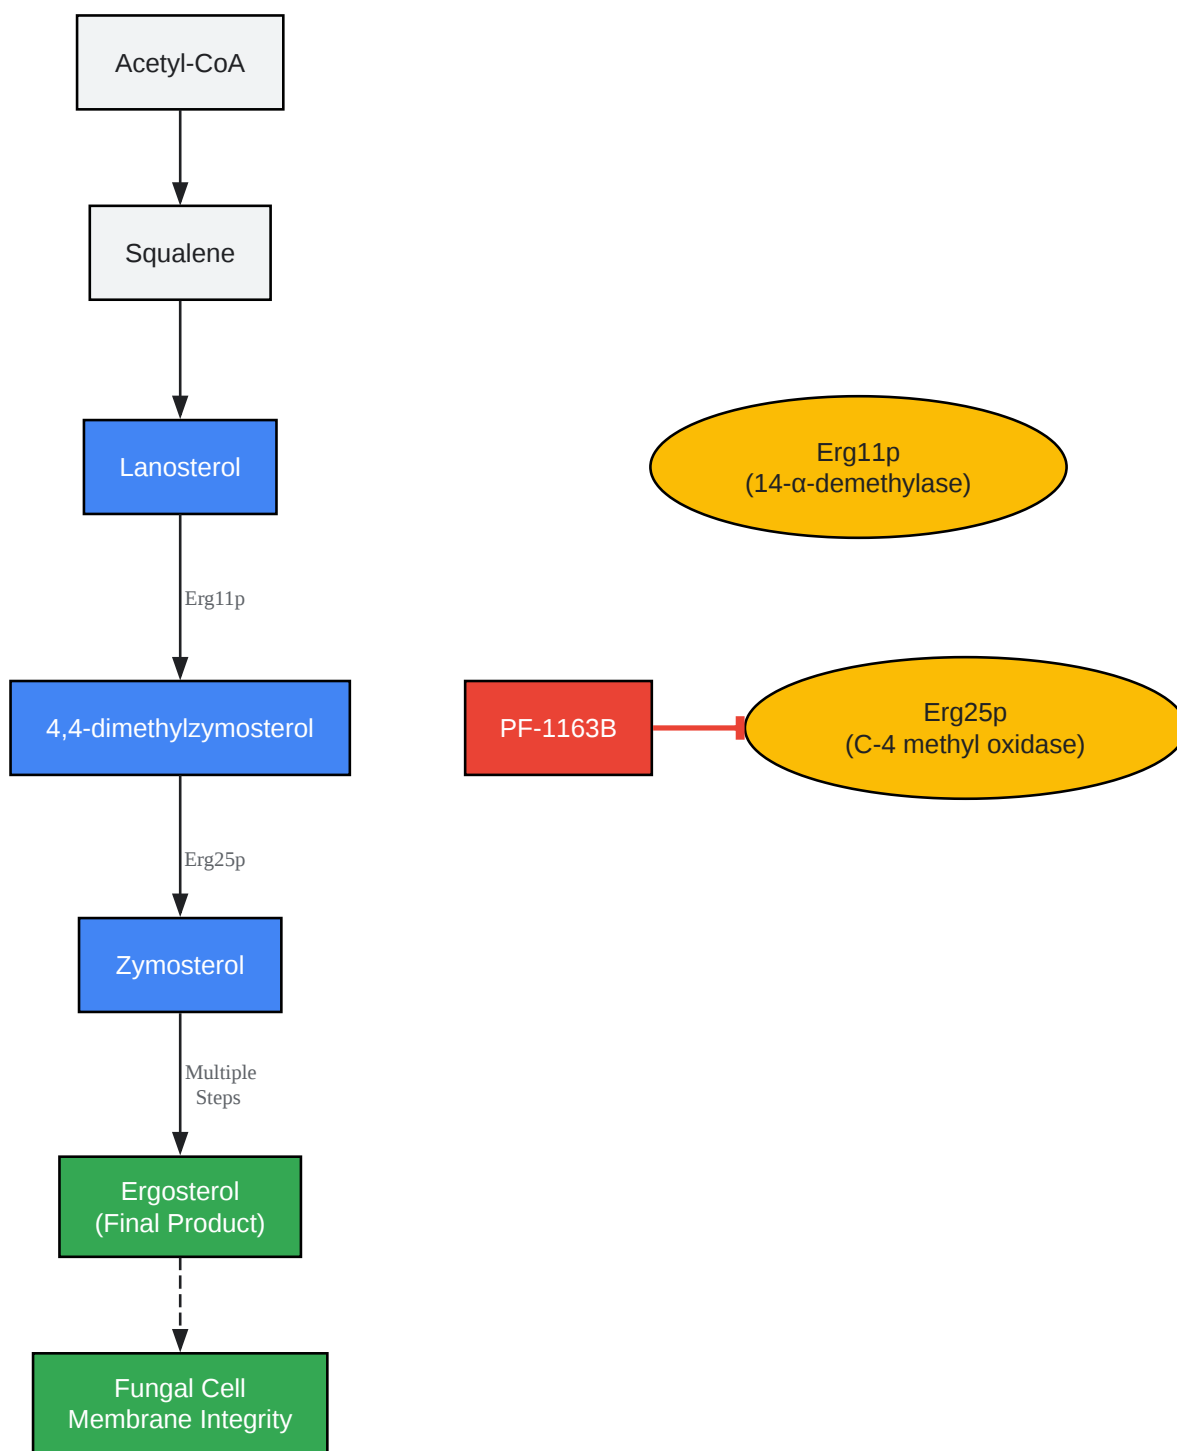 Acetyl-CoA
Squalene
Lanosterol
Erg11p
(14-α-demethylase)
Erg11p
4,4-dimethylzymosterol
PF-1163B
Erg25p
(C-4 methyl oxidase)
Erg25p
Zymosterol
Multiple
Steps
Ergosterol
(Final Product)
Fungal Cell
Membrane Integrity